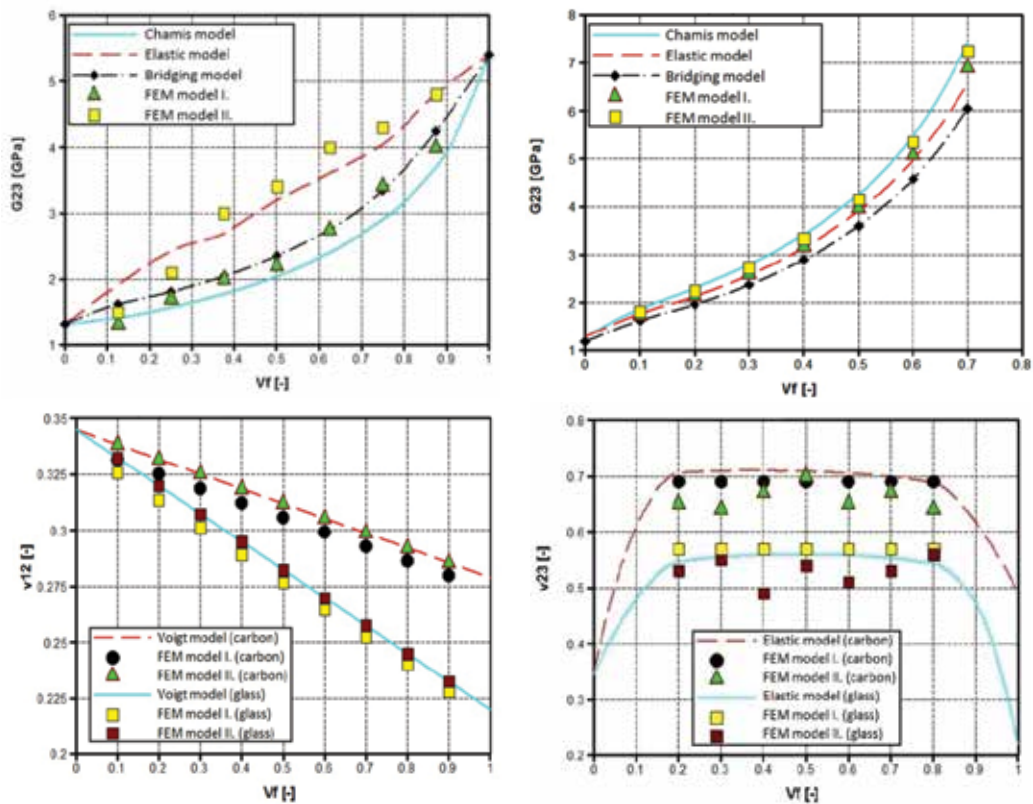 Chamis model
Elastic model
Bridging model
FEM model I.
FEM model II.
G23 [GPa]
6
5
4
3
2
1
0 0.1 0.2 0.3 0.4 0.5 0.6 0.7 0.8 0.9 1
Vf [-]
Chamis model
Elastic model
Bridging model
FEM model I.
FEM model II.
G23 [GPa]
8
7
6
5
4
3
2
1
0 0.1 0.2 0.3 0.4 0.5 0.6 0.7 0.8
Vf [-]
v12 [-]
0.35
0.325
0.3
0.275
0.25
0.225
0.2
Voigt model (carbon)
FEM model I. (carbon)
FEM model II. (carbon)
Voigt model (glass)
FEM model I. (glass)
FEM model II. (glass)
0 0.1 0.2 0.3 0.4 0.5 0.6 0.7 0.8 0.9 1
Vf [-]
v23 [-]
0.8
0.7
0.6
0.5
0.4
0.3
0.2
Elastic model (carbon)
FEM model I. (carbon)
FEM model II. (carbon)
Elastic model (glass)
FEM model I. (glass)
FEM model II. (glass)
0 0.1 0.2 0.3 0.4 0.5 0.6 0.7 0.8 0.9 1
Vf [-]